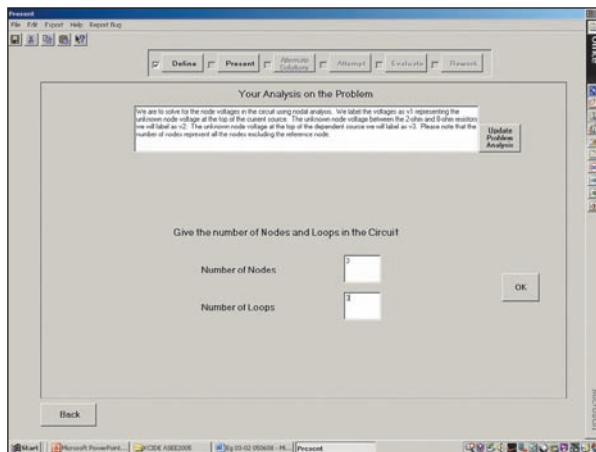 Present
File Edit Export Help Report Bug
Define Present Alternate Solutions Attempt Evaluate Rework
Your Analysis on the Problem
We are to solve for the node voltages in the circuit using nodal analysis. We label the voltages as v1 representing the
unknown node voltage at the top of the current source. The unknown node voltage between the 2-ohm and 8-ohm resistors
we will label as v2. The unknown node voltage at the top of the dependent source we will label as v3. Please note that the
number of nodes represent all the nodes excluding the reference node.
Update
Problem
Analysis
Give the number of Nodes and Loops in the Circuit
Number of Nodes
3
Number of Loops
3
OK
Back
Start Microsoft PowerPoint... KCIDE ASEE2005 Eg 03-02 050608 - M... Present